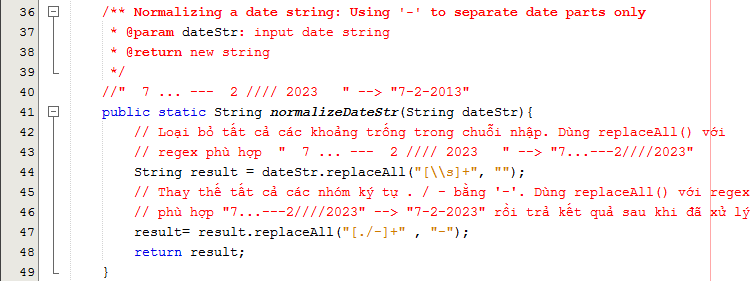 36 /** Normalizing a date string: Using '-' to separate date parts only
37 * @param dateStr: input date string
38 * @return new string
39 */
40 //"  7 ... ---  2 //// 2023   " --> "7-2-2013"
41 public static String normalizeDateStr(String dateStr){
42 // Loại bỏ tất cả các khoảng trống trong chuỗi nhập. Dùng replaceAll() với
43 // regex phù hợp  "  7 ... ---  2 //// 2023   " --> "7...---2////2023"
44 String result = dateStr.replaceAll("[\\s]+", "");
45 // Thay thế tất cả các nhóm ký tự . / - bằng '-'. Dùng replaceAll() với regex
46 // phù hợp "7...---2////2023" --> "7-2-2023" rồi trả kết quả sau khi đã xử lý
47 result= result.replaceAll("[./-]+" , "-");
48 return result;
49 }